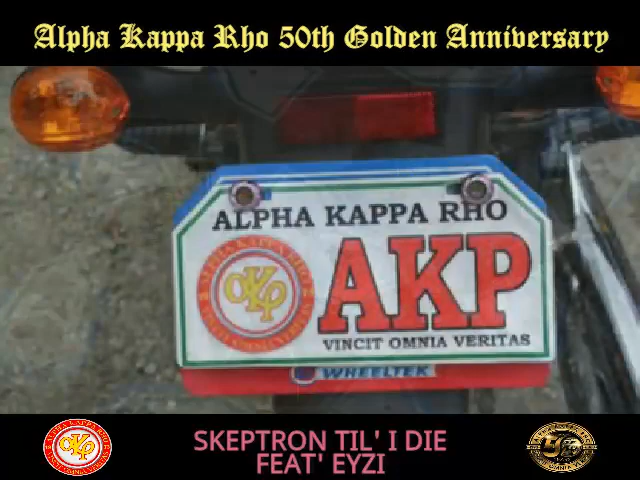 Alpha Kappa Rho 50th Golden Anniversary
ALPHA KAPPA RHO
AKP
VINCIT OMNIA VERITAS
WHEELTEK
SKEPTRON TIL' I DIE
FEAT' EYZI